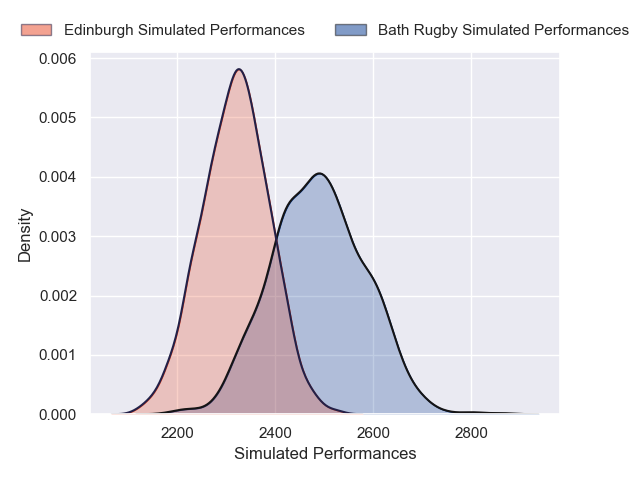 Edinburgh Simulated Performances Bath Rugby Simulated Performances
0.006
0.005
0.004
0.003
0.002
0.001
0.000
Density
2200 2400 2600 2800
Simulated Performances